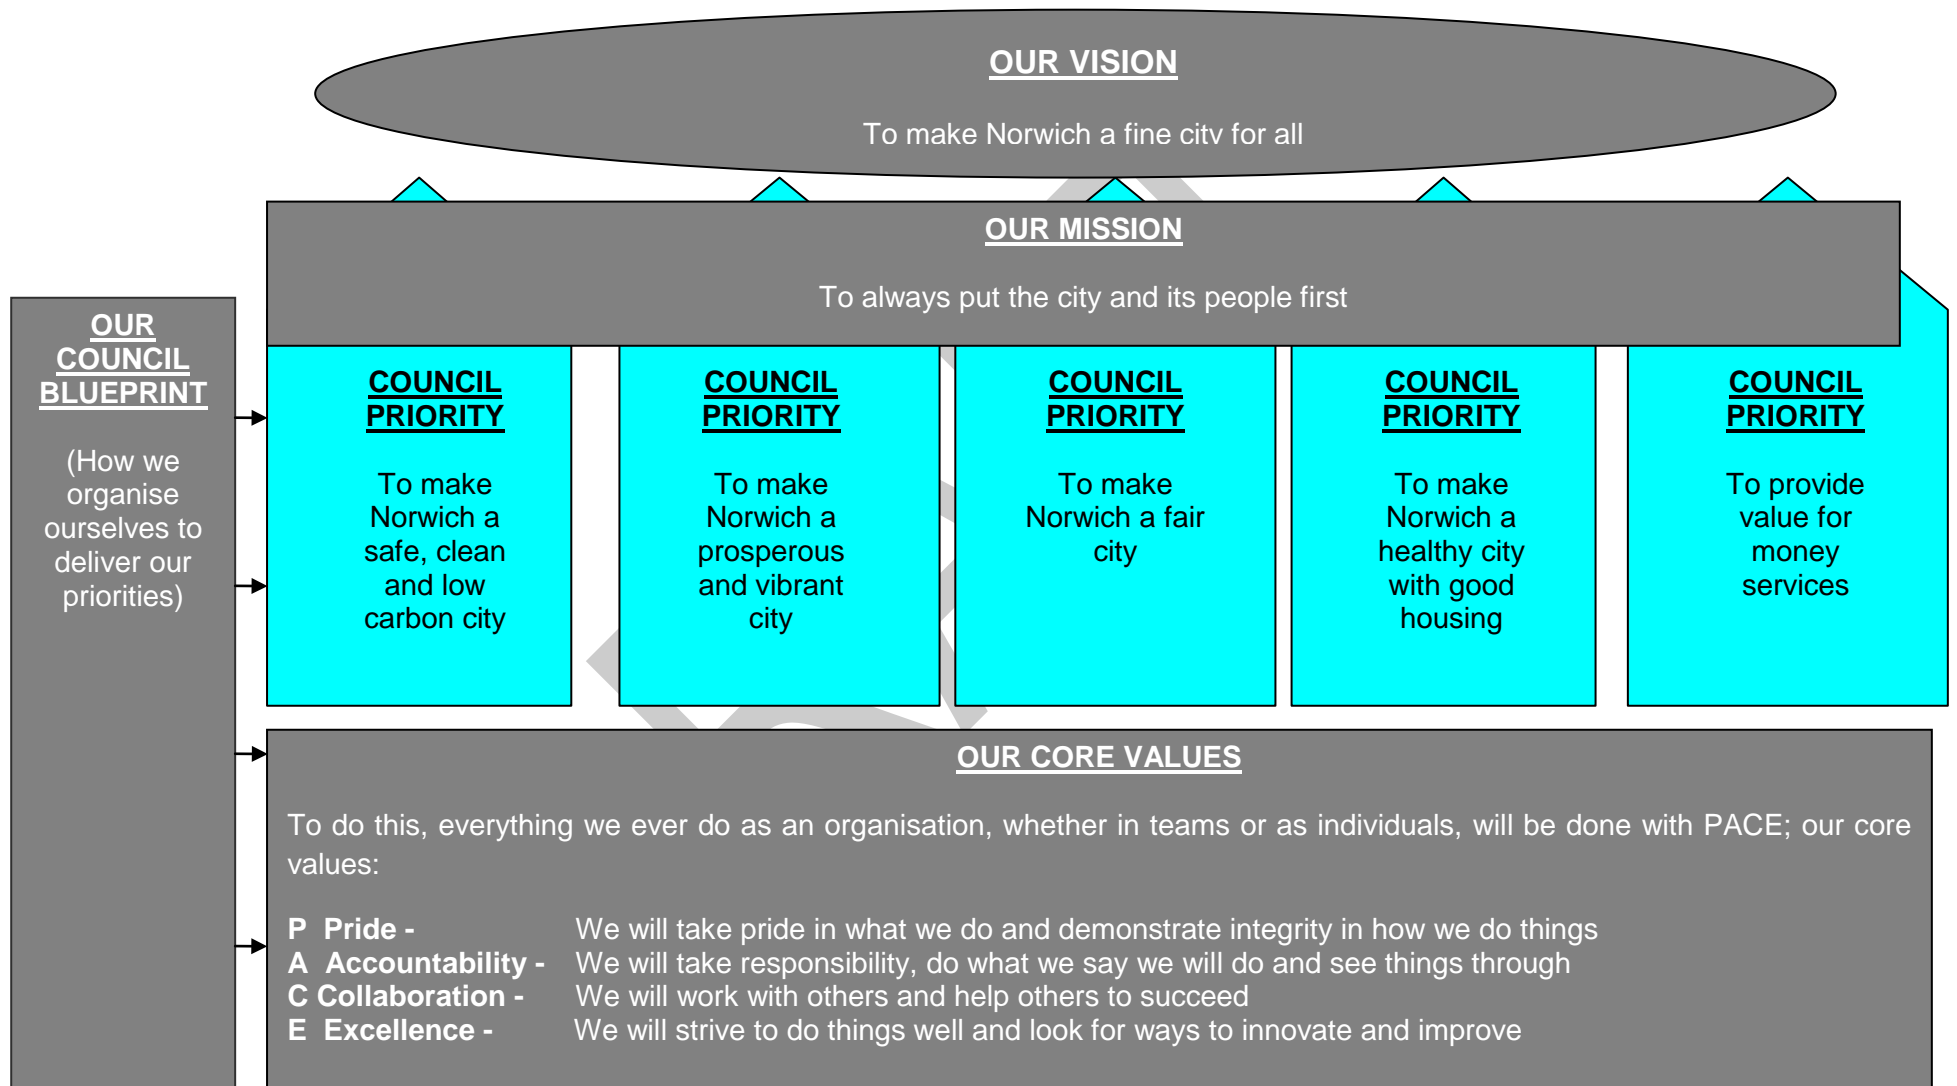 OUR VISION
To make Norwich a fine city for all
OUR MISSION
To always put the city and its people first
OUR
COUNCIL
BLUEPRINT
(How we
organise
ourselves to
deliver our
priorities)
COUNCIL
PRIORITY
To make
Norwich a
safe, clean
and low
carbon city
COUNCIL
PRIORITY
To make
Norwich a
prosperous
and vibrant
city
COUNCIL
PRIORITY
To make
Norwich a fair
city
COUNCIL
PRIORITY
To make
Norwich a
healthy city
with good
housing
COUNCIL
PRIORITY
To provide
value for
money
services
OUR CORE VALUES
To do this, everything we ever do as an organisation, whether in teams or as individuals, will be done with PACE; our core
values:
P Pride - We will take pride in what we do and demonstrate integrity in how we do things
A Accountability - We will take responsibility, do what we say we will do and see things through
C Collaboration - We will work with others and help others to succeed
E Excellence - We will strive to do things well and look for ways to innovate and improve